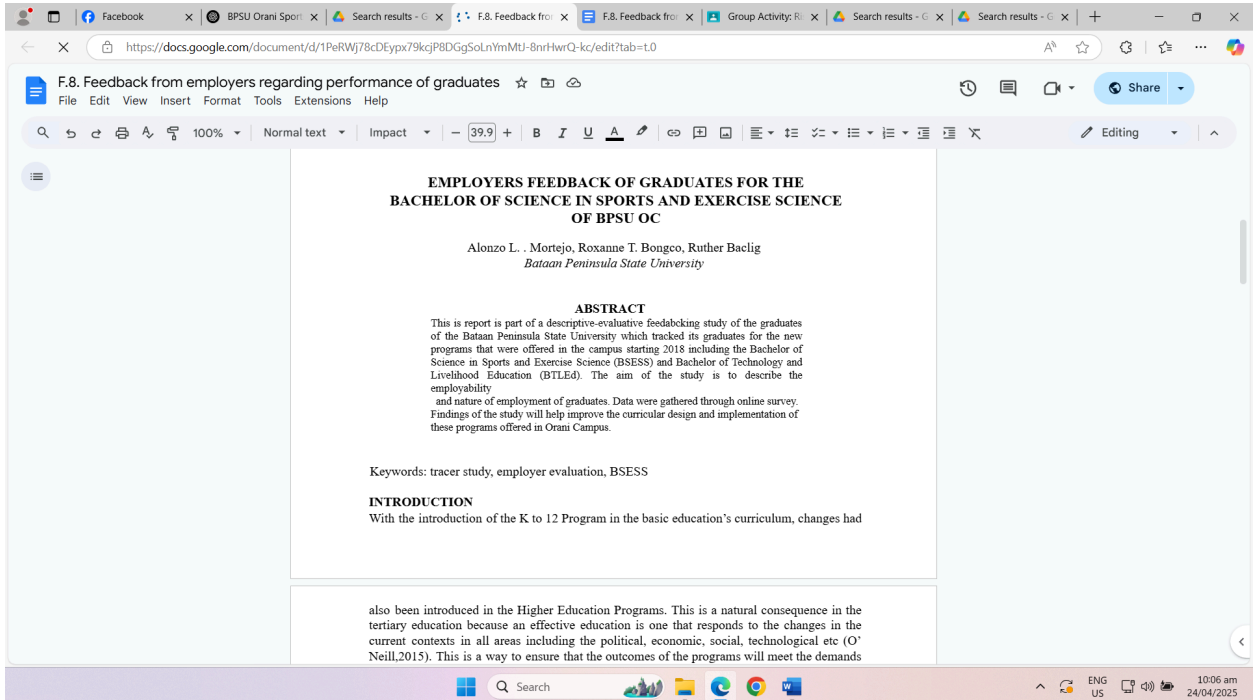 Facebook
BPSU Orani Sport
Search results - G
F.8. Feedback fror
F.8. Feedback fror
Group Activity: Ri
Search results - G
Search results - G
https://docs.google.com/document/d/1PeRWj78cDEypx79kcjP8DGgSoLnYmMtJ-8nrHwrQ-kc/edit?tab=t.0
F.8. Feedback from employers regarding performance of graduates
Share
File Edit View Insert Format Tools Extensions Help
100% Normal text Impact − 39.9 + B I U A Editing
EMPLOYERS FEEDBACK OF GRADUATES FOR THE
BACHELOR OF SCIENCE IN SPORTS AND EXERCISE SCIENCE
OF BPSU OC
Alonzo L. . Mortejo, Roxanne T. Bongco, Ruther Baclig
Bataan Peninsula State University
ABSTRACT
This is report is part of a descriptive-evaluative feedabcking study of the graduates
of the Bataan Peninsula State University which tracked its graduates for the new
programs that were offered in the campus starting 2018 including the Bachelor of
Science in Sports and Exercise Science (BSESS) and Bachelor of Technology and
Livelihood Education (BTLEd). The aim of the study is to describe the
employability
and nature of employment of graduates. Data were gathered through online survey.
Findings of the study will help improve the curricular design and implementation of
these programs offered in Orani Campus.
Keywords: tracer study, employer evaluation, BSESS
INTRODUCTION
With the introduction of the K to 12 Program in the basic education’s curriculum, changes had
also been introduced in the Higher Education Programs. This is a natural consequence in the
tertiary education because an effective education is one that responds to the changes in the
current contexts in all areas including the political, economic, social, technological etc (O’
Neill,2015). This is a way to ensure that the outcomes of the programs will meet the demands
Search
ENG
US
10:06 am
24/04/2025